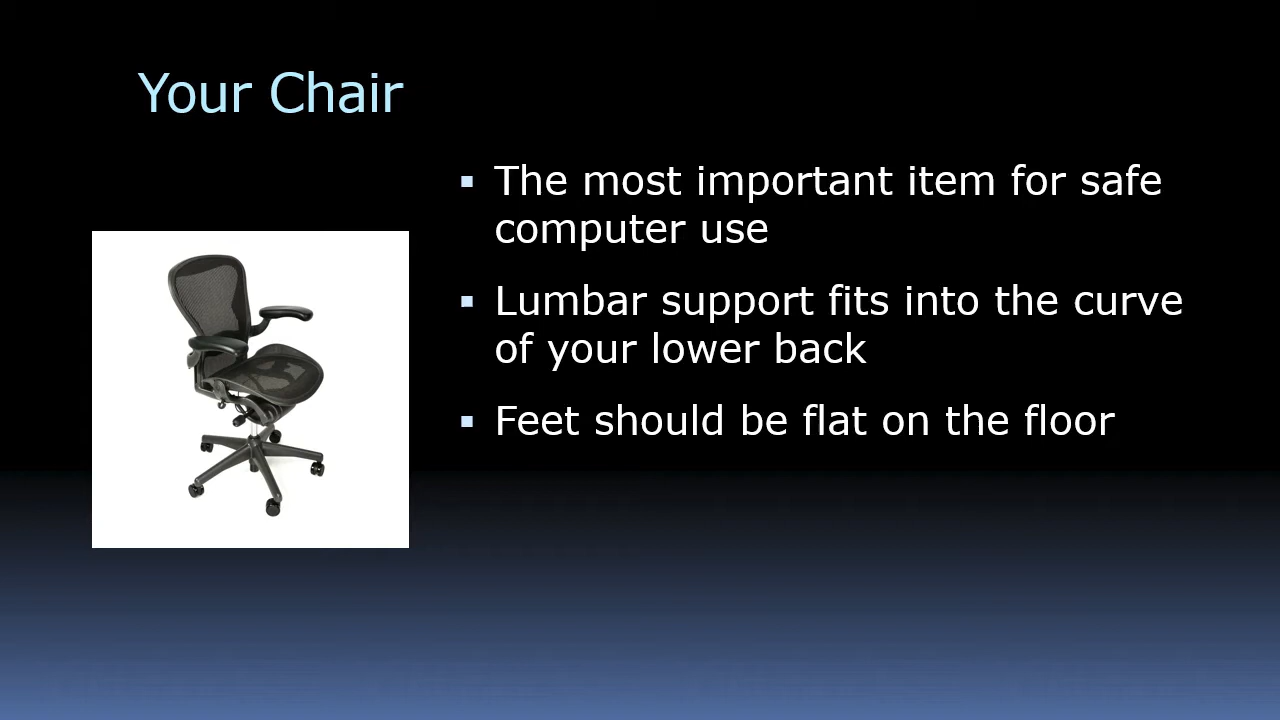 Your Chair
The most important item for safe
computer use
Lumbar support fits into the curve
of your lower back
Feet should be flat on the floor